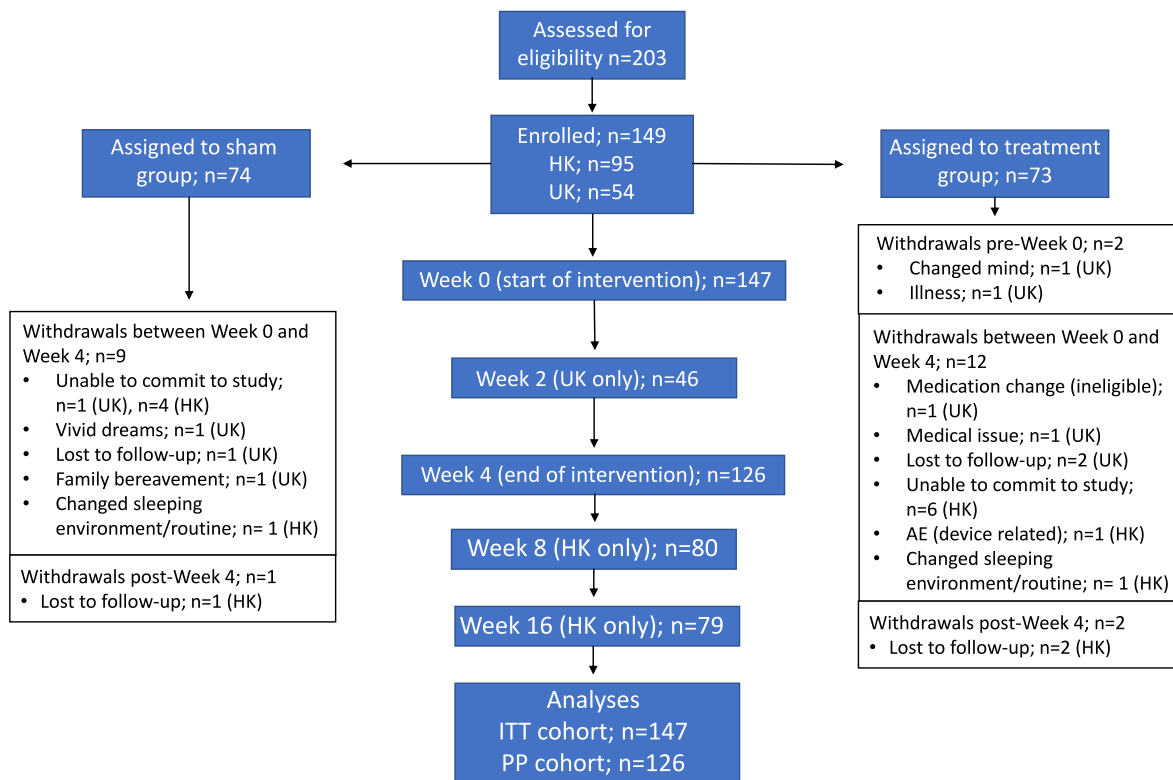 Assessed for
eligibility n=203
Enrolled; n=149
HK; n=95
UK; n=54
Assigned to sham
group; n=74
Assigned to treatment
group; n=73
Withdrawals pre-Week 0; n=2
• Changed mind; n=1 (UK)
• Illness; n=1 (UK)
Week 0 (start of intervention); n=147
Withdrawals between Week 0 and
Week 4; n=9
• Unable to commit to study;
n=1 (UK), n=4 (HK)
• Vivid dreams; n=1 (UK)
• Lost to follow-up; n=1 (UK)
• Family bereavement; n=1 (UK)
• Changed sleeping
environment/routine; n= 1 (HK)
Withdrawals post-Week 4; n=1
• Lost to follow-up; n=1 (HK)
Withdrawals between Week 0 and
Week 4; n=12
• Medication change (ineligible);
n=1 (UK)
• Medical issue; n=1 (UK)
• Lost to follow-up; n=2 (UK)
• Unable to commit to study;
n=6 (HK)
• AE (device related); n=1 (HK)
• Changed sleeping
environment/routine; n= 1 (HK)
Withdrawals post-Week 4; n=2
• Lost to follow-up; n=2 (HK)
Week 2 (UK only); n=46
Week 4 (end of intervention); n=126
Week 8 (HK only); n=80
Week 16 (HK only); n=79
Analyses
ITT cohort; n=147
PP cohort; n=126